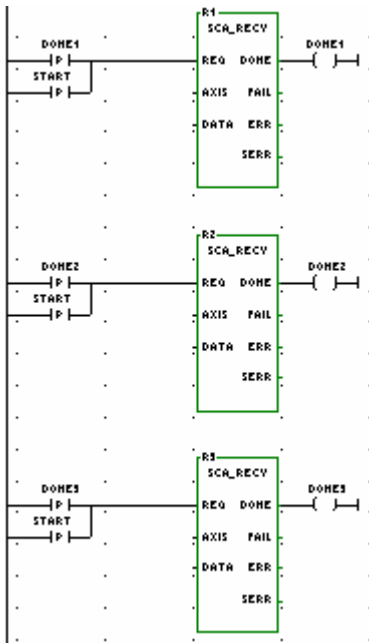 R1
SCA_RECV
DONE1
DONE1
P
REQ DONE
( )
START
P
AXIS FAIL
DATA ERR
SERR
R2
SCA_RECV
DONE2
DONE2
P
REQ DONE
( )
START
P
AXIS FAIL
DATA ERR
SERR
R3
SCA_RECV
DONE3
DONE3
P
REQ DONE
( )
START
P
AXIS FAIL
DATA ERR
SERR